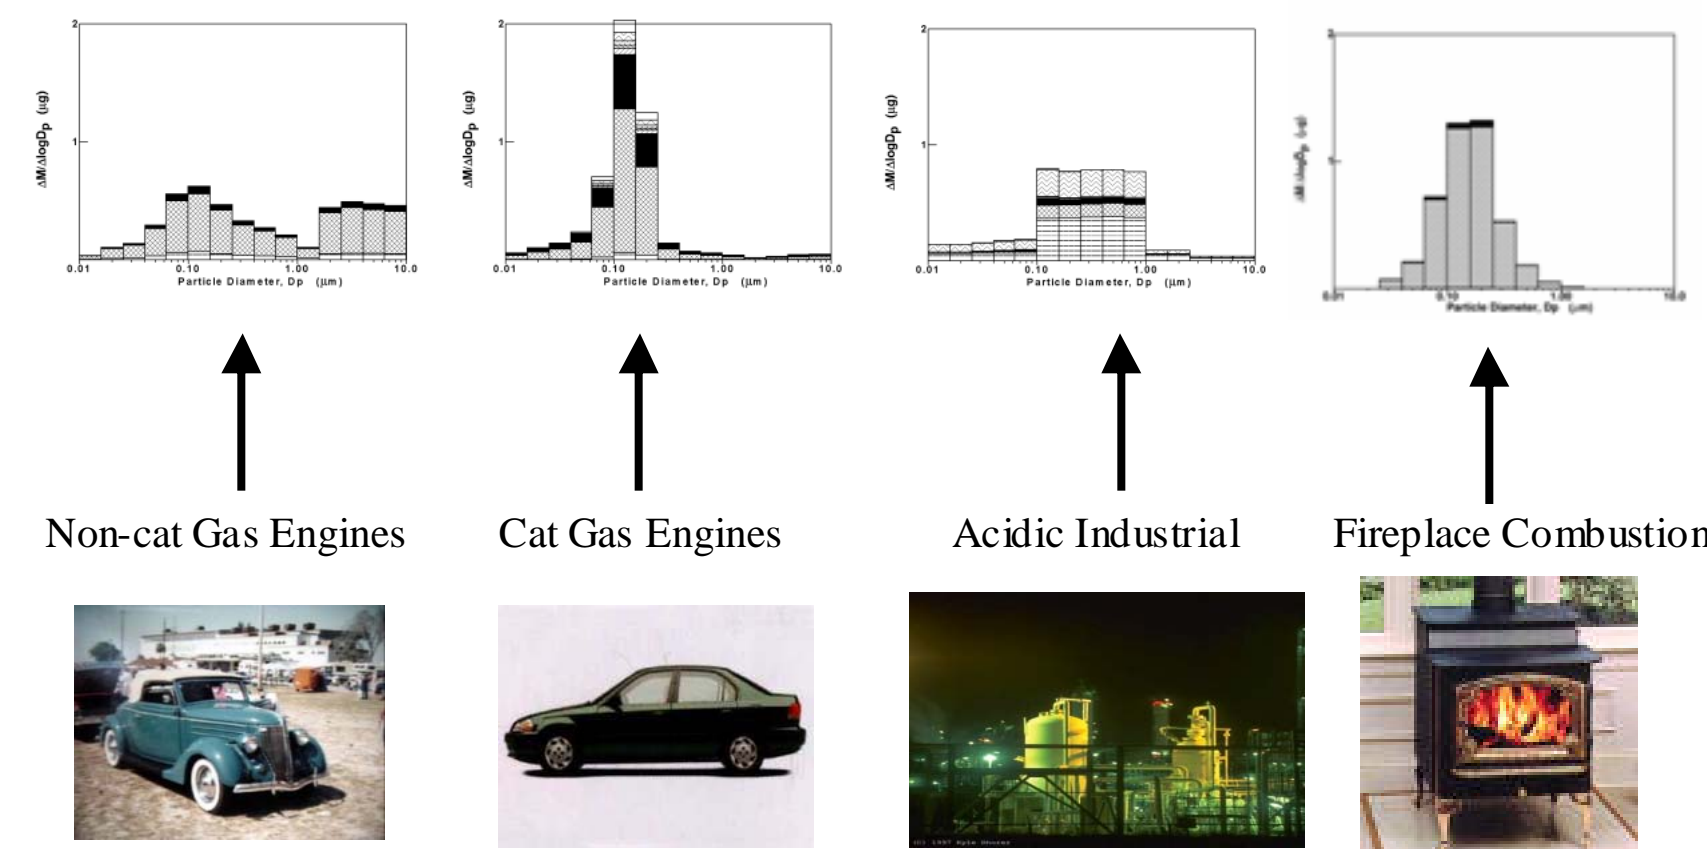 2
1
ΔM/ΔlogDp (μg)
0.01 0.10 1.00 10.0
Particle Diameter, Dp (μm)
2
1
ΔM/ΔlogDp (μg)
0.01 0.10 1.00 10.0
Particle Diameter, Dp (μm)
2
1
ΔM/ΔlogDp (μg)
0.01 0.10 1.00 10.0
Particle Diameter, Dp (μm)
0.01 0.10 1.00 10.0
Particle Diameter, Dp (μm)
Non-cat Gas Engines
Cat Gas Engines
Acidic Industrial
Fireplace Combustion